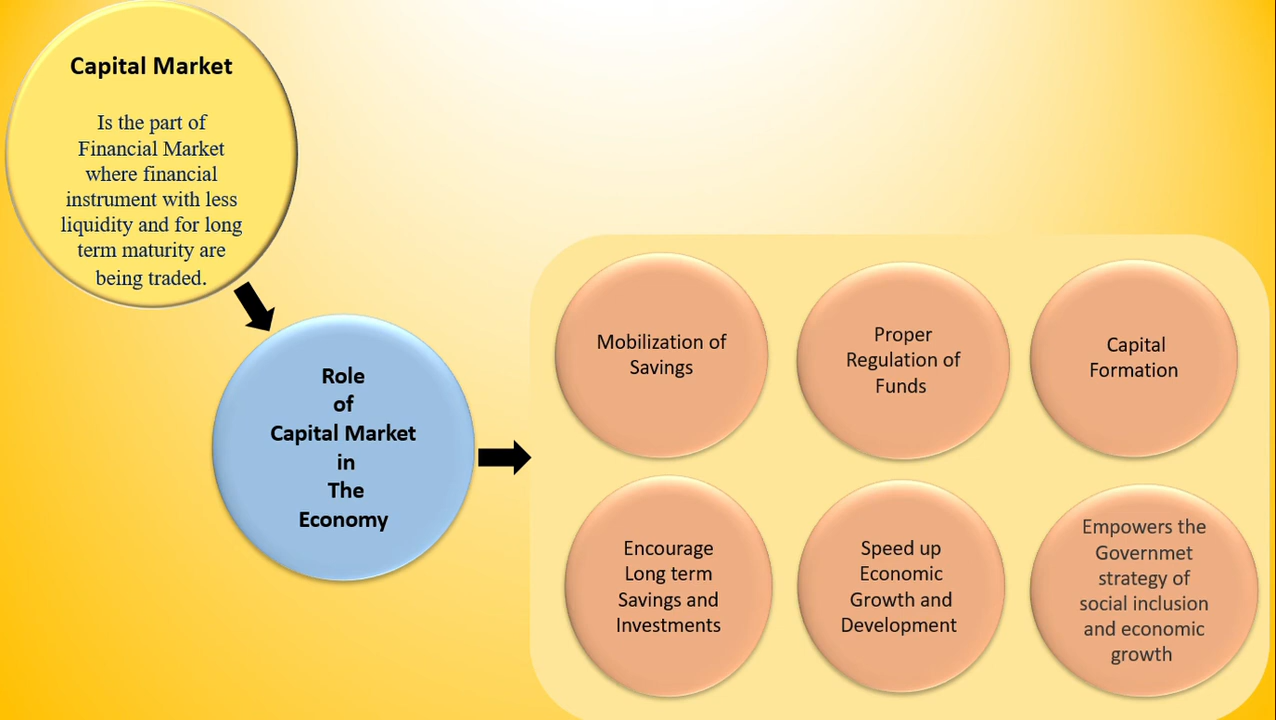 Capital Market
Is the part of
Financial Market
where financial
instrument with less
liquidity and for long
term maturity are
being traded.
Role
of
Capital Market
in
The
Economy
Mobilization of
Savings
Proper
Regulation of
Funds
Capital
Formation
Encourage
Long term
Savings and
Investments
Speed up
Economic
Growth and
Development
Empowers the
Governmet
strategy of
social inclusion
and economic
growth